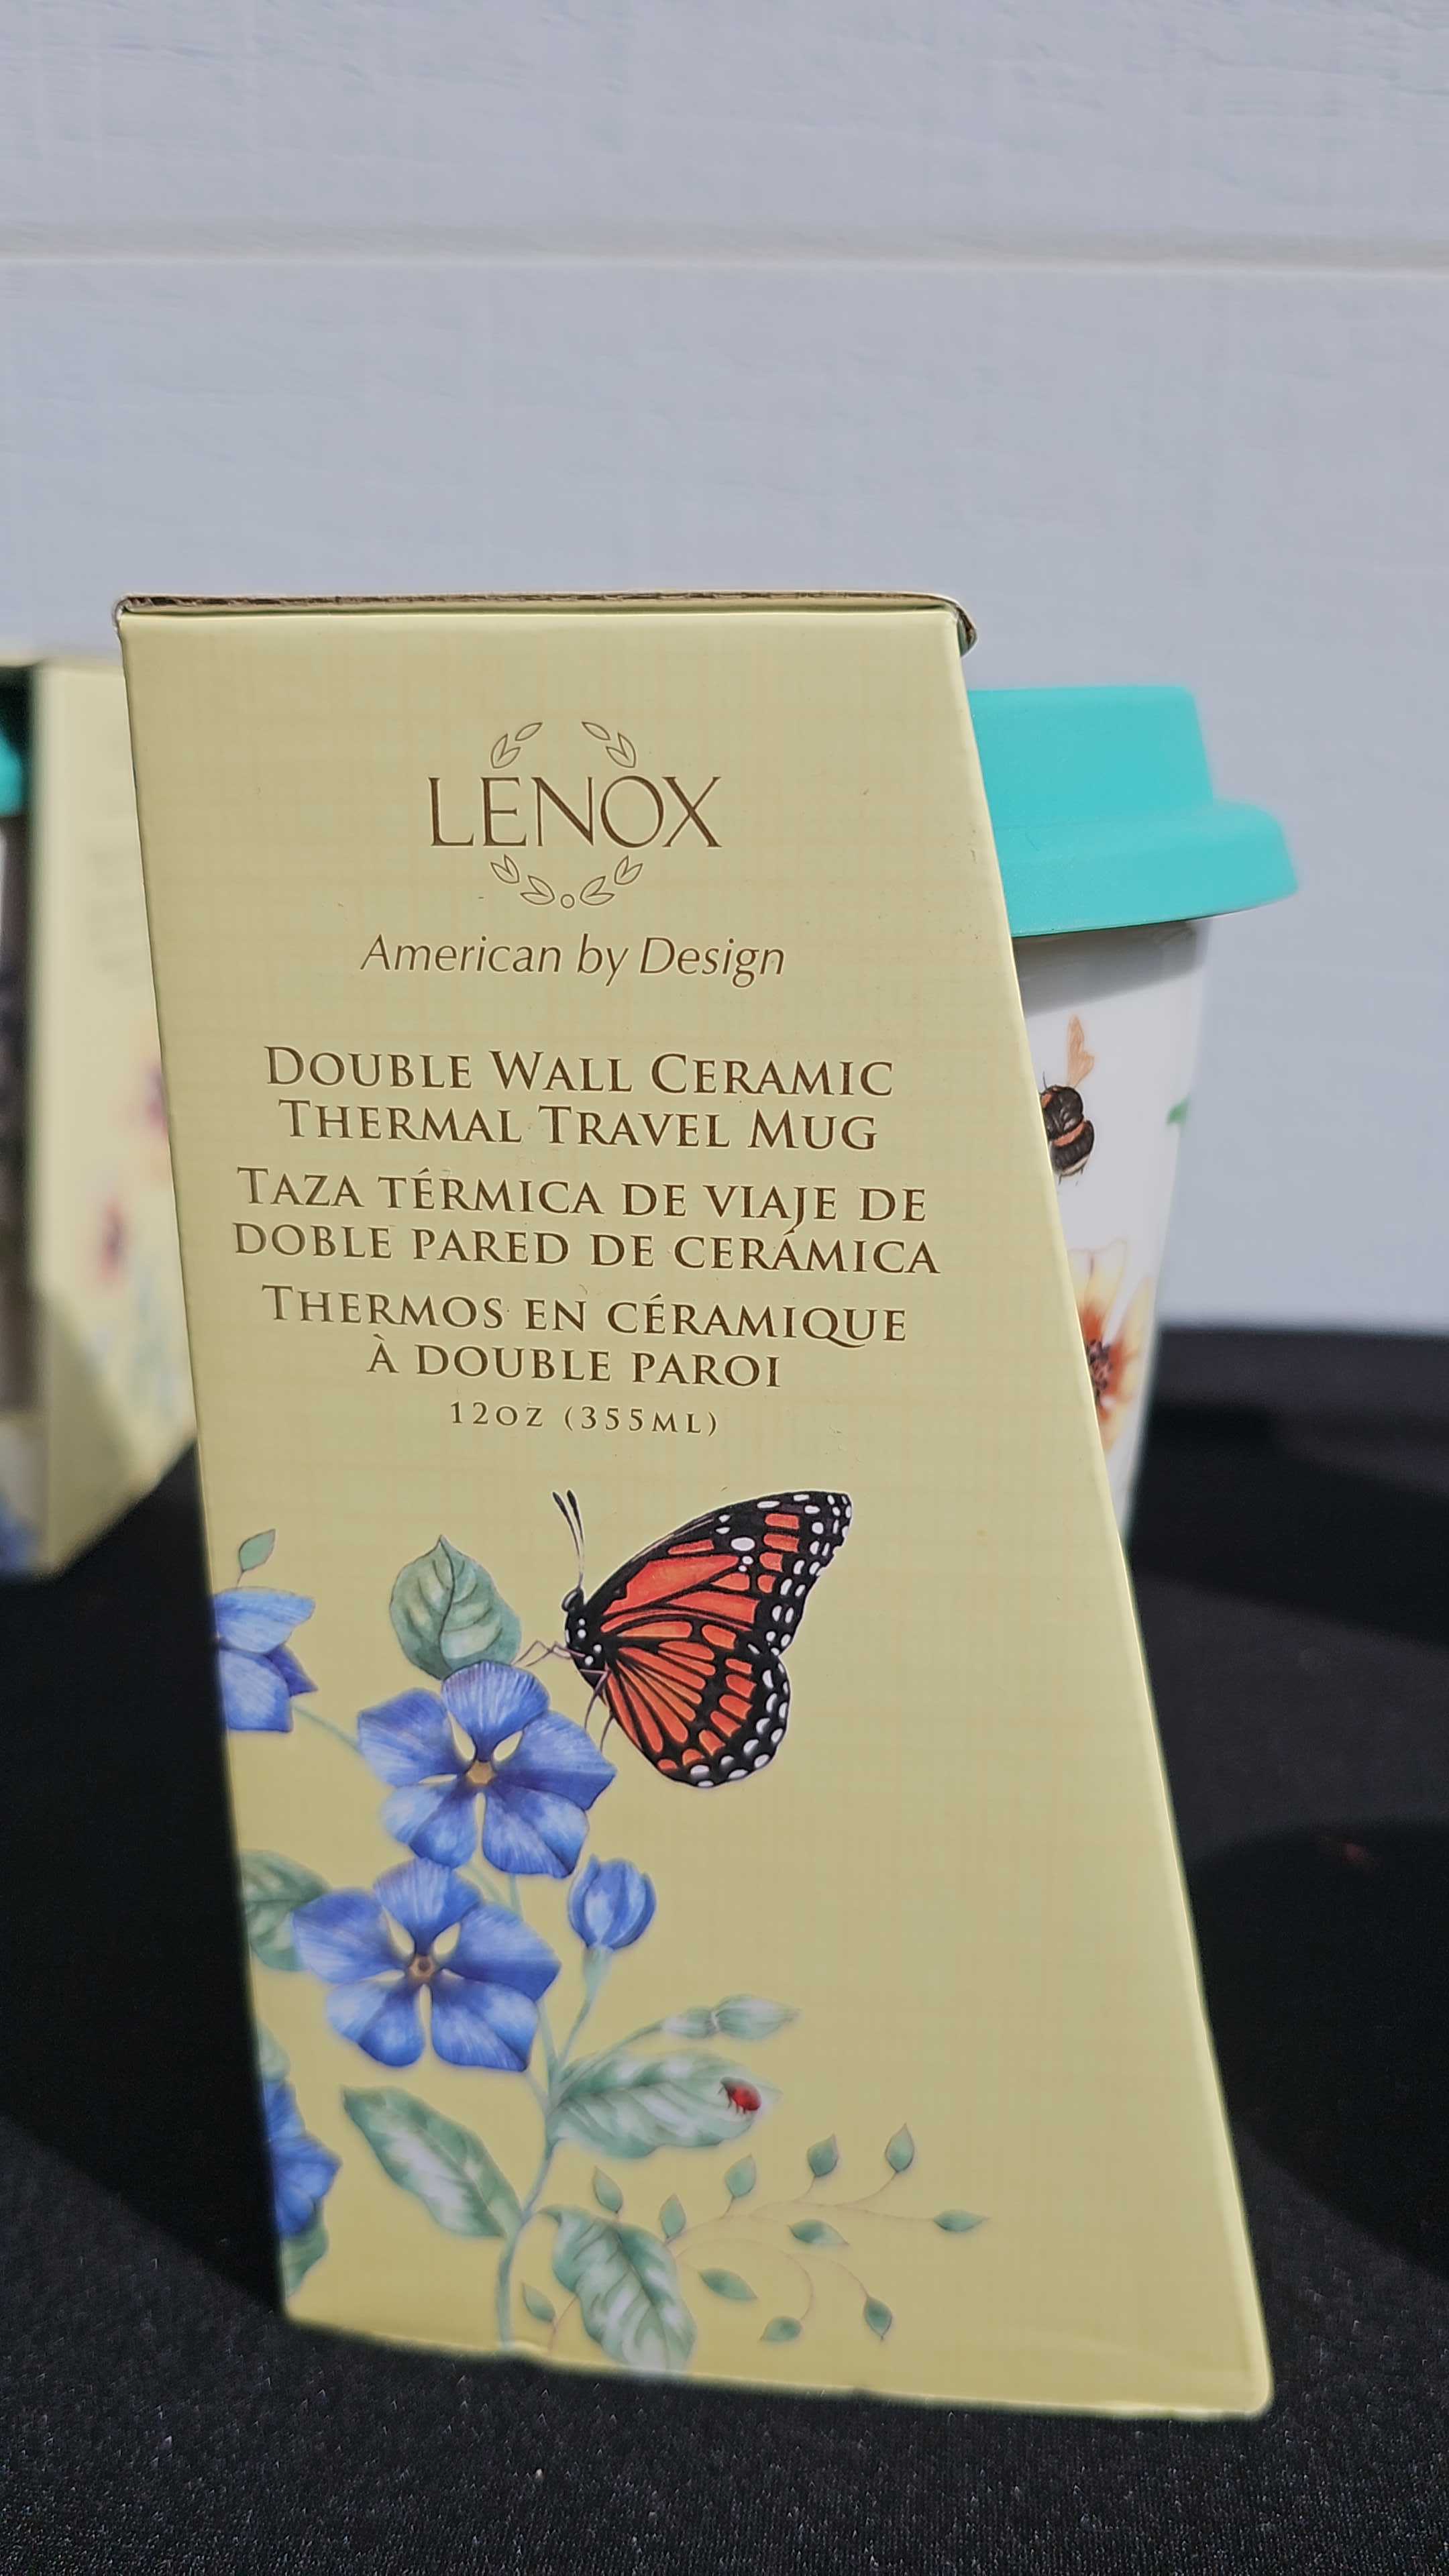 LENOX
American by Design
DOUBLE WALL CERAMIC
THERMAL TRAVEL MUG
TAZA TÉRMICA DE VIAJE DE
DOBLE PARED DE CERÁMICA
THERMOS EN CÉRAMIQUE
À DOUBLE PAROI
12OZ (355ML)